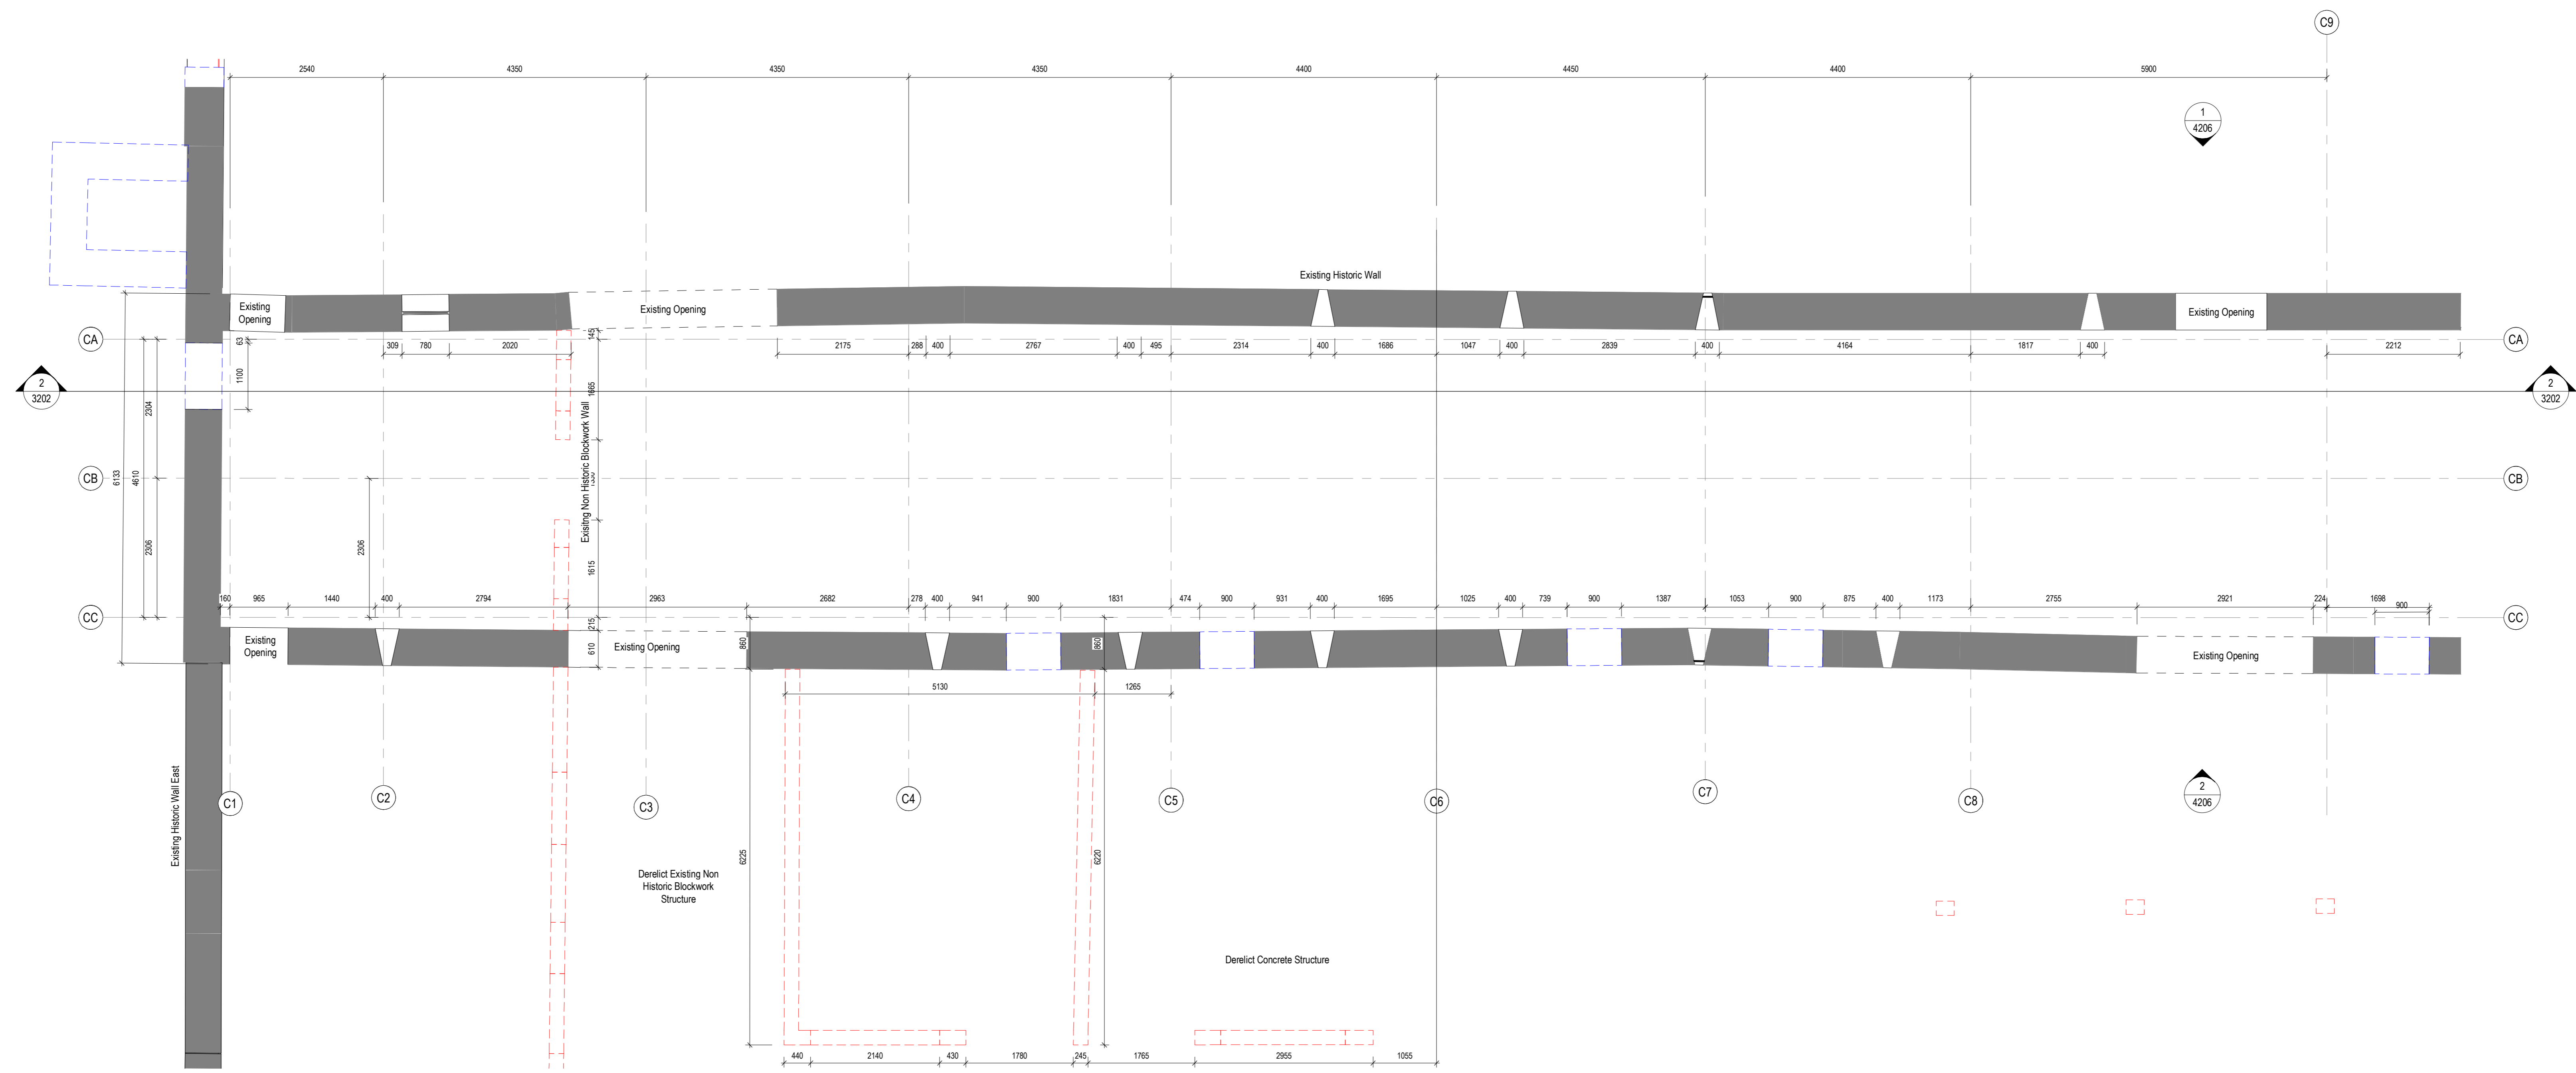 C9
2540 4350 4350 4350 4400 4450 4400 5900
1
4206
Existing Historic Wall
Existing
Opening
Existing Opening
Existing Opening
CA
CA
145
63
309 780 2020 2175 288 400 2767 400 495 2314 400 1686 1047 400 2839 400 4164 1817 400 2212
1100
1665
2
3202
2
3202
2304
6133
4610
CB
CB
Exisitng Non Historic Blockwork Wall
2306
2306
1615
160 965 1440 400 2794 2963 2682 278 400 941 900 1831 474 900 931 400 1695 1025 400 739 900 1387 1053 900 875 400 1173 2755 2921 224 1698
900
CC
CC
215
610
860
860
Existing
Opening
Existing Opening
Existing Opening
5130 1265
Existing Historic Wall East
C1
C2
C3
C4
C5
C6
C7
C8
2
4206
6225
6220
Derelict Existing Non
Historic Blockwork
Structure
Derelict Concrete Structure
440 2140 430 1780 245 1765 2955 1055